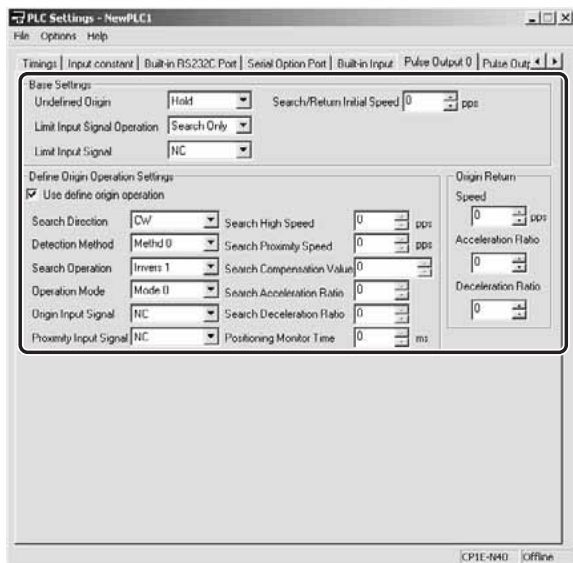 PLC Settings - NewPLC1
File Options Help
Timings Input constant Built-in RS232C Port Serial Option Port Built-in Input Pulse Output 0 Pulse Outp
Base Settings
Undefined Origin Hold Search/Return Initial Speed 0 pps
Limit Input Signal Operation Search Only
Limit Input Signal NC
Define Origin Operation Settings
Use define origin operation
Search Direction CW Search High Speed 0 pps
Detection Method Methd 0 Search Proximity Speed 0 pps
Search Operation Invers 1 Search Compensation Value 0
Operation Mode Mode 0 Search Acceleration Ratio 0
Origin Input Signal NC Search Deceleration Ratio 0
Proximity Input Signal NC Positioning Monitor Time 0 ms
Origin Return
Speed
0 pps
Acceleration Ratio
0
Deceleration Ratio
0
CP1E-N40 Offline